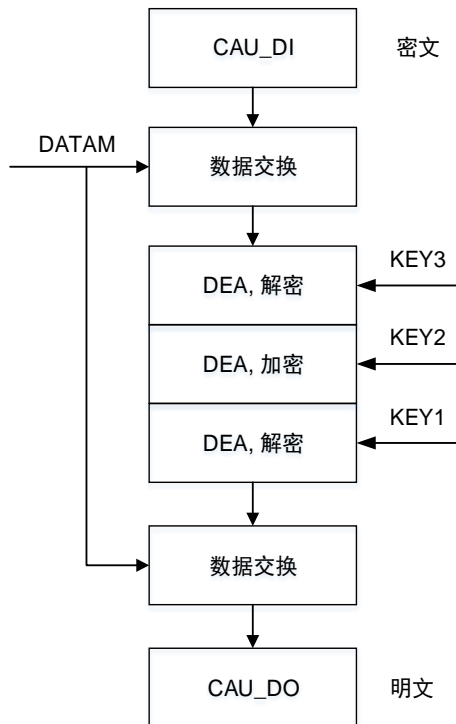 CAU_DI
密文
DATAM
数据交换
KEY3
DEA, 解密
KEY2
DEA, 加密
KEY1
DEA, 解密
数据交换
CAU_DO
明文